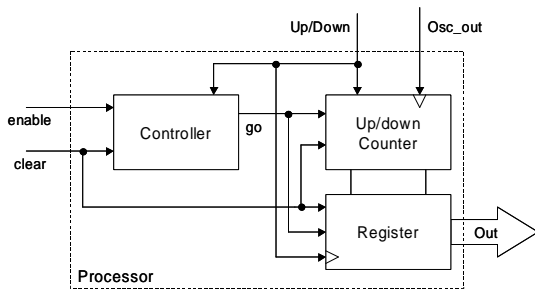 Up/Down
Osc_out
enable
Controller
go
Up/down
Counter
clear
Register
Out
Processor